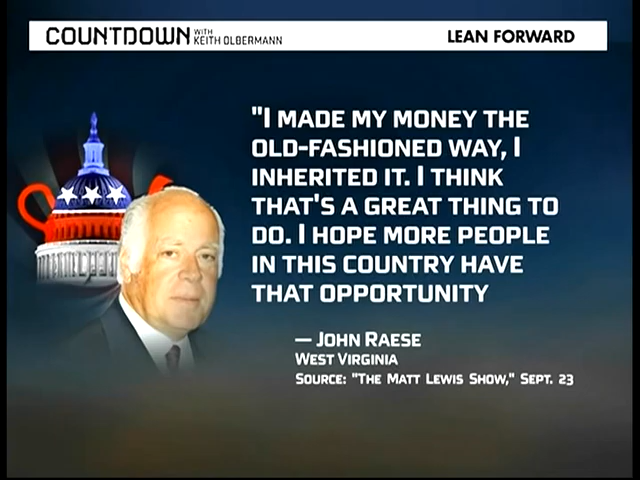 COUNTDOWN WITH KEITH OLBERMANN LEAN FORWARD
"I MADE MY MONEY THE
OLD-FASHIONED WAY, I
INHERITED IT. I THINK
THAT'S A GREAT THING TO
DO. I HOPE MORE PEOPLE
IN THIS COUNTRY HAVE
THAT OPPORTUNITY
— JOHN RAESE
WEST VIRGINIA
SOURCE: "THE MATT LEWIS SHOW," SEPT. 23